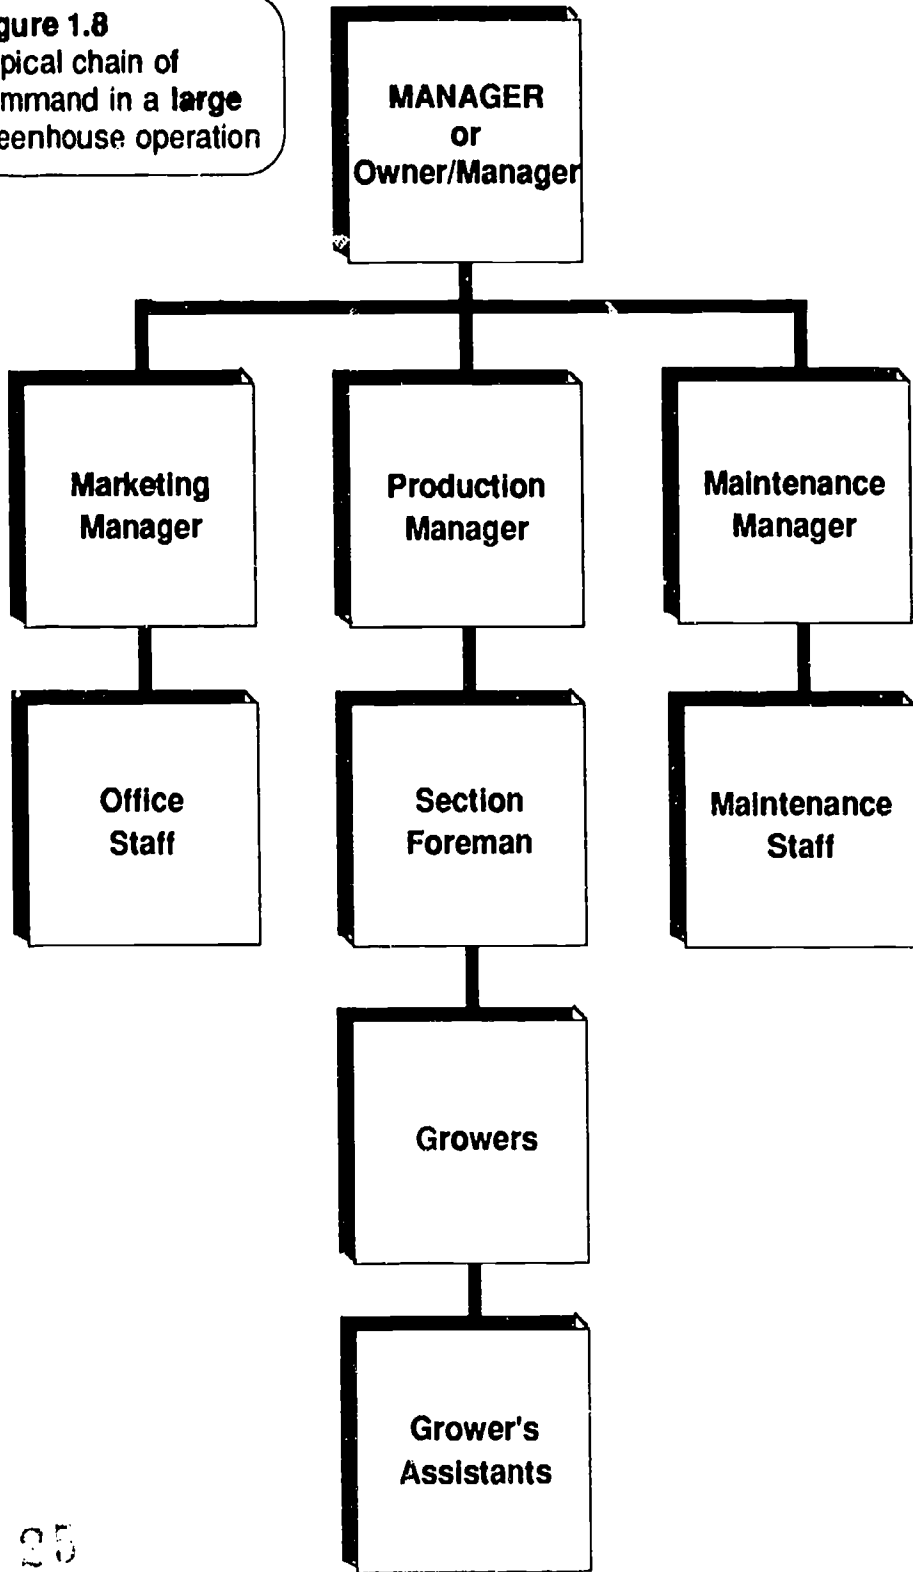 gure 1.8
pical chain of
mmand in a large
eenhouse operation
MANAGER
or
Owner/Manager
Marketing
Manager
Production
Manager
Maintenance
Manager
Office
Staff
Section
Foreman
Maintenance
Staff
Growers
Grower's
Assistants
25